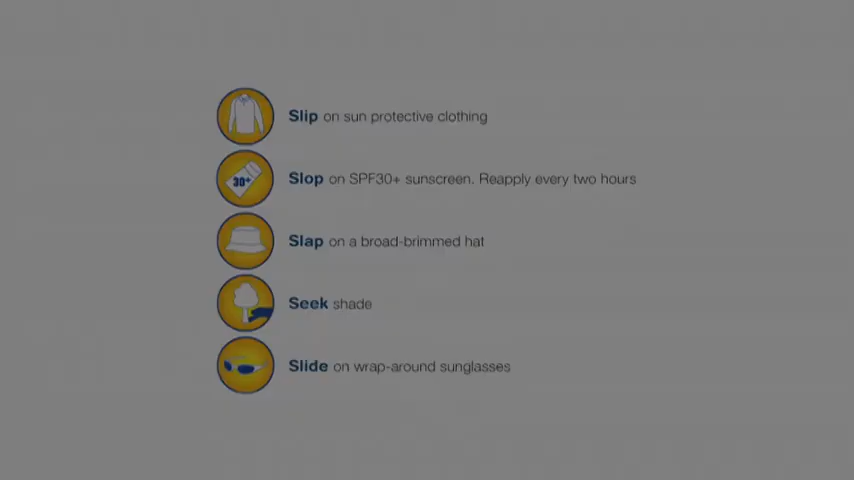 Slip on sun protective clothing
30+
Slop on SPF30+ sunscreen. Reapply every two hours
Slap on a broad-brimmed hat
Seek shade
Slide on wrap-around sunglasses